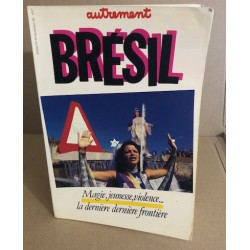 autrement
BRÉSIL
Magie, jeunesse, violence...
la dernière dernière frontière